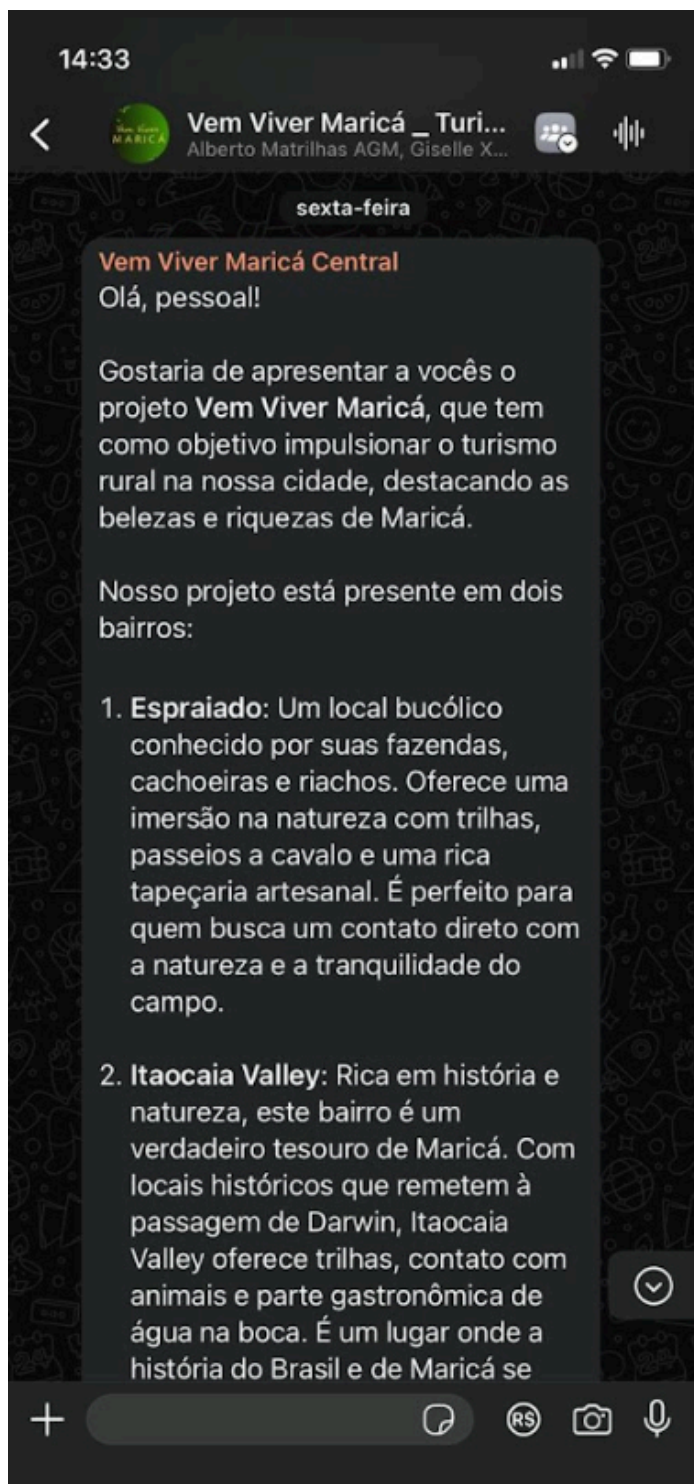 14:33
Vem Viver Maricá _ Turi...
Alberto Matrilhas AGM, Giselle X...
sexta-feira
Vem Viver Maricá Central
Olá, pessoal!
Gostaria de apresentar a vocês o
projeto Vem Viver Maricá, que tem
como objetivo impulsionar o turismo
rural na nossa cidade, destacando as
belezas e riquezas de Maricá.
Nosso projeto está presente em dois
bairros:
1. Espraiado: Um local bucólico
conhecido por suas fazendas,
cachoeiras e riachos. Oferece uma
imersão na natureza com trilhas,
passeios a cavalo e uma rica
tapeçaria artesanal. É perfeito para
quem busca um contato direto com
a natureza e a tranquilidade do
campo.
2. Itaocaia Valley: Rica em história e
natureza, este bairro é um
verdadeiro tesouro de Maricá. Com
locais históricos que remetem à
passagem de Darwin, Itaocaia
Valley oferece trilhas, contato com
animais e parte gastronômica de
água na boca. É um lugar onde a
história do Brasil e de Maricá se
R$